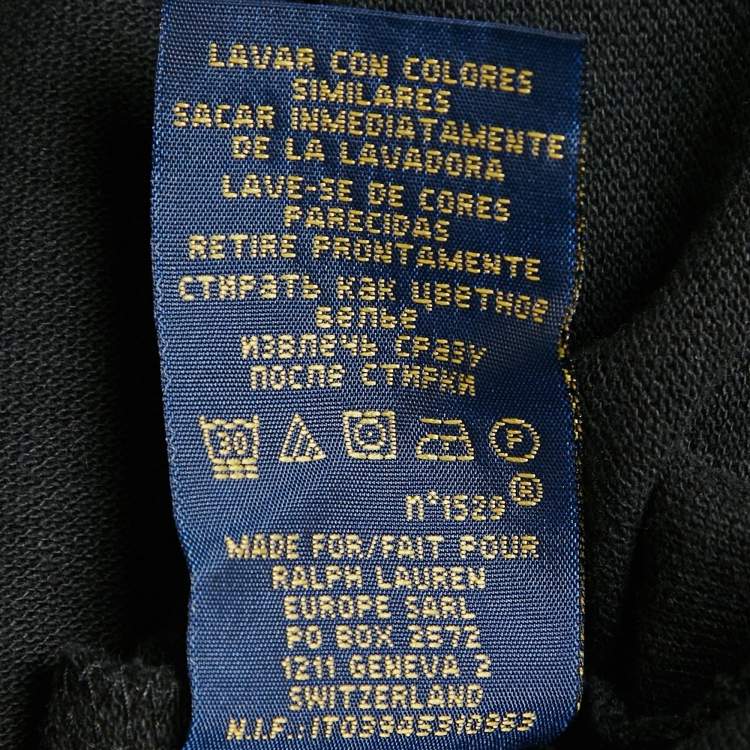 LAVAR CON COLORES
SIMILARES
SACAR INMEDIATAMENTE
DE LA LAVADORA
LAVE-SE DE CORES
PARECIDAS
RETIRE PRONTAMENTE
СТИРАТЬ КАК ЦВЕТНОЕ
БЕЛЬЕ
ИЗВЛЕЧЬ СРАЗУ
ПОСЛЕ СТИРКИ
30 F
®
n°1529
MADE FOR/FAIT POUR
RALPH LAUREN
EUROPE SARL
PO BOX 2872
1211 GENEVA 2
SWITZERLAND
N.I.F.: